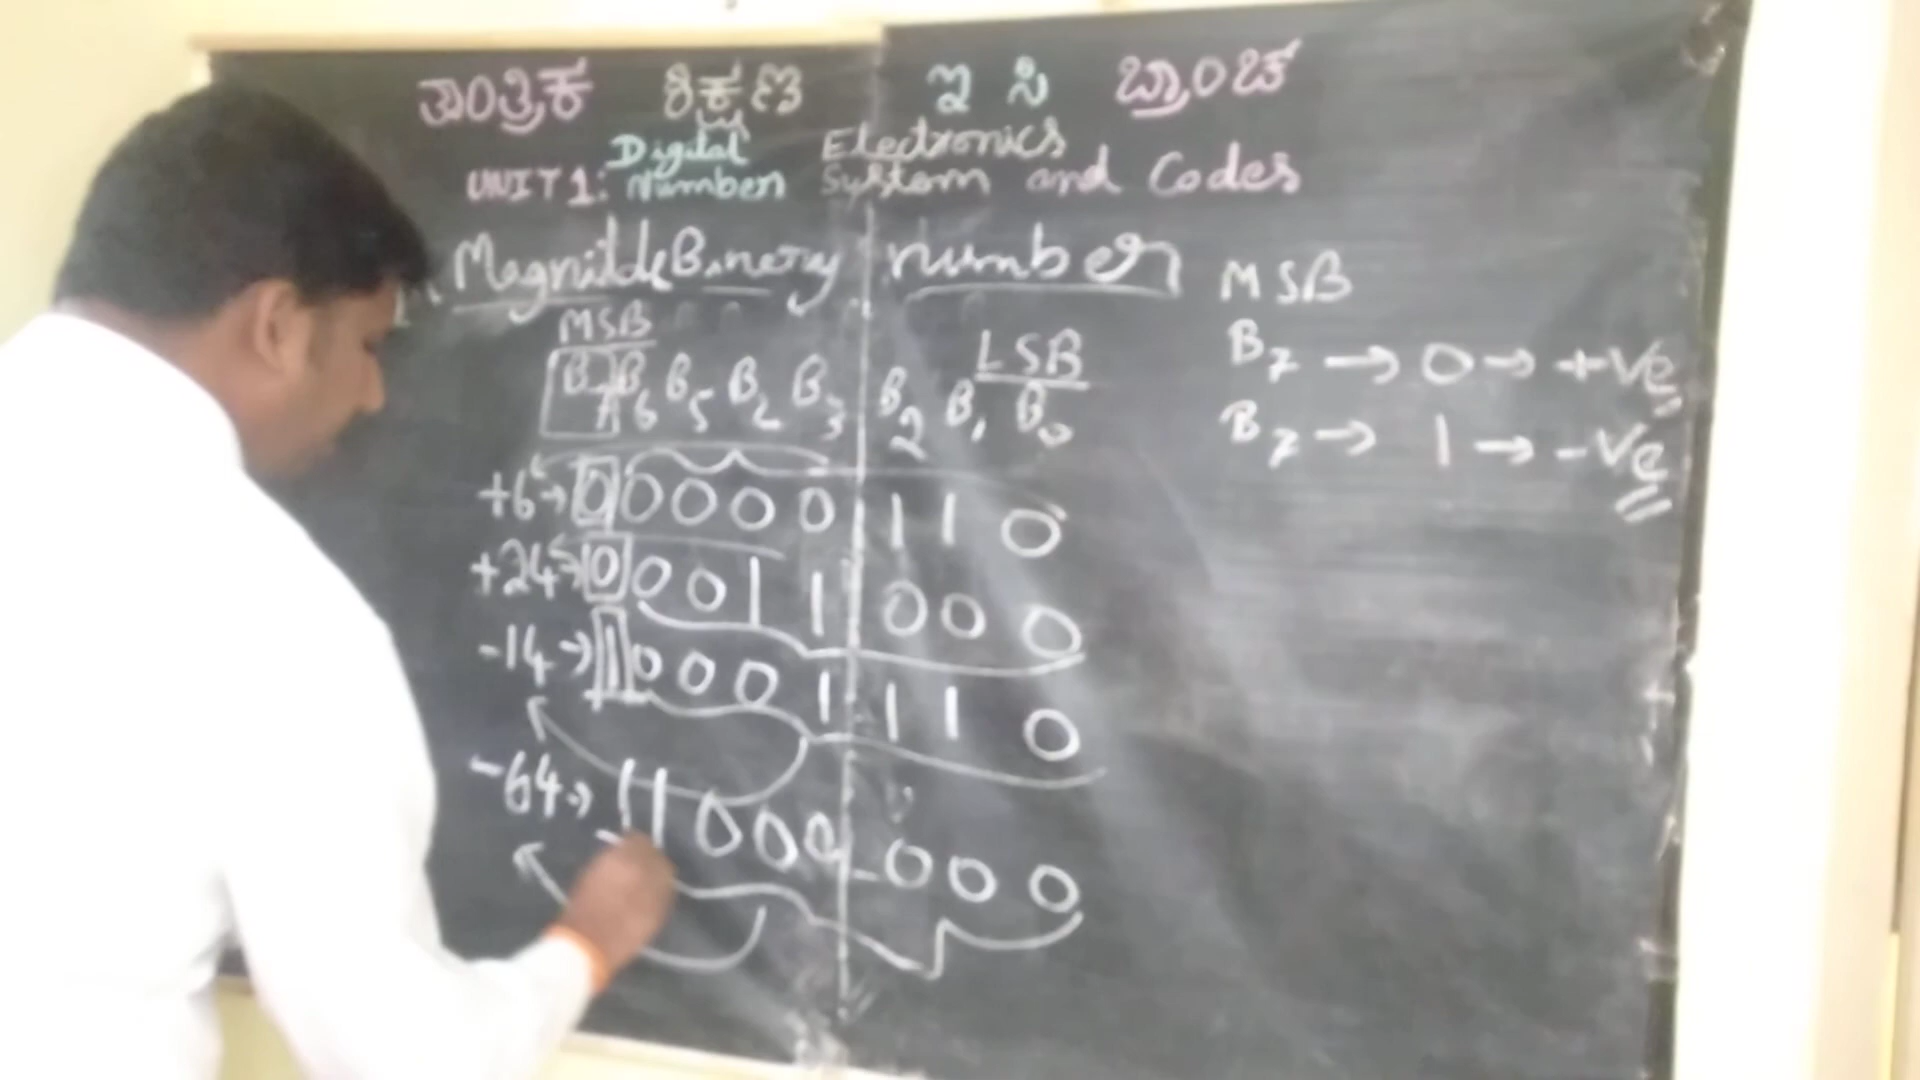 ತಾಂತ್ರಿಕ ಶಿಕ್ಷಣ ಇ ಸಿ ಬ್ರಾಂಚ್
Digital Electronics
UNIT 1: Number System and Codes
Magnitude Binary number
MSB LSB
B7 B6 B5 B4 B3 B2 B1 B0
+6 → 0 0 0 0 0 1 1 0
+24 → 0 0 0 1 1 0 0 0
-14 → 1 0 0 0 1 1 1 0
-64 → 1 1 0 0 0 0 0 0
MSB
B7 → 0 → +ve
B7 → 1 → -ve